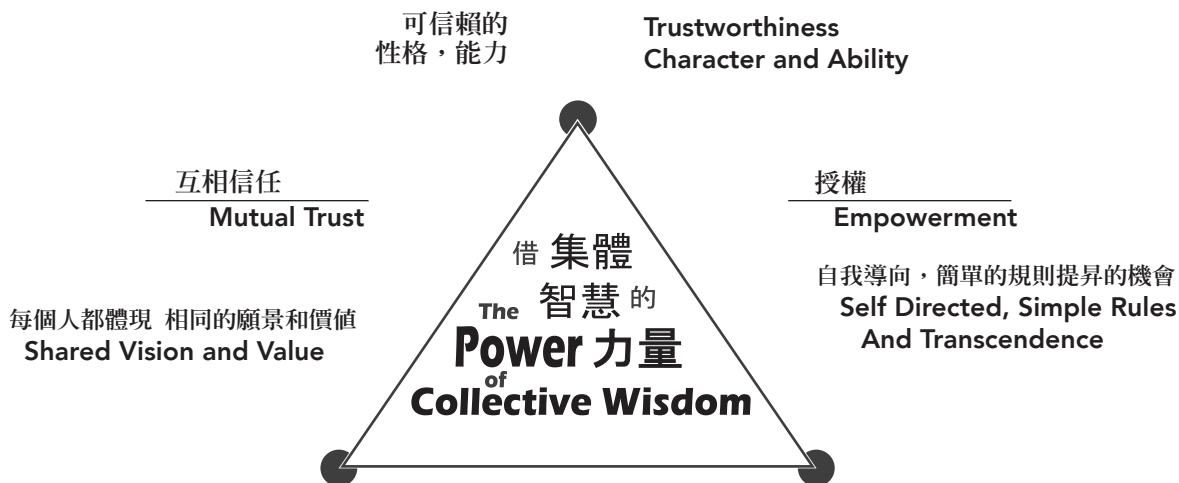 可信賴的
性格，能力
Trustworthiness
Character and Ability
互相信任
Mutual Trust
授權
Empowerment
每個人都體現 相同的願景和價值
Shared Vision and Value
自我導向，簡單的規則提昇的機會
Self Directed, Simple Rules
And Transcendence
借 集體
The 智慧 的
Power 力量
of
Collective Wisdom